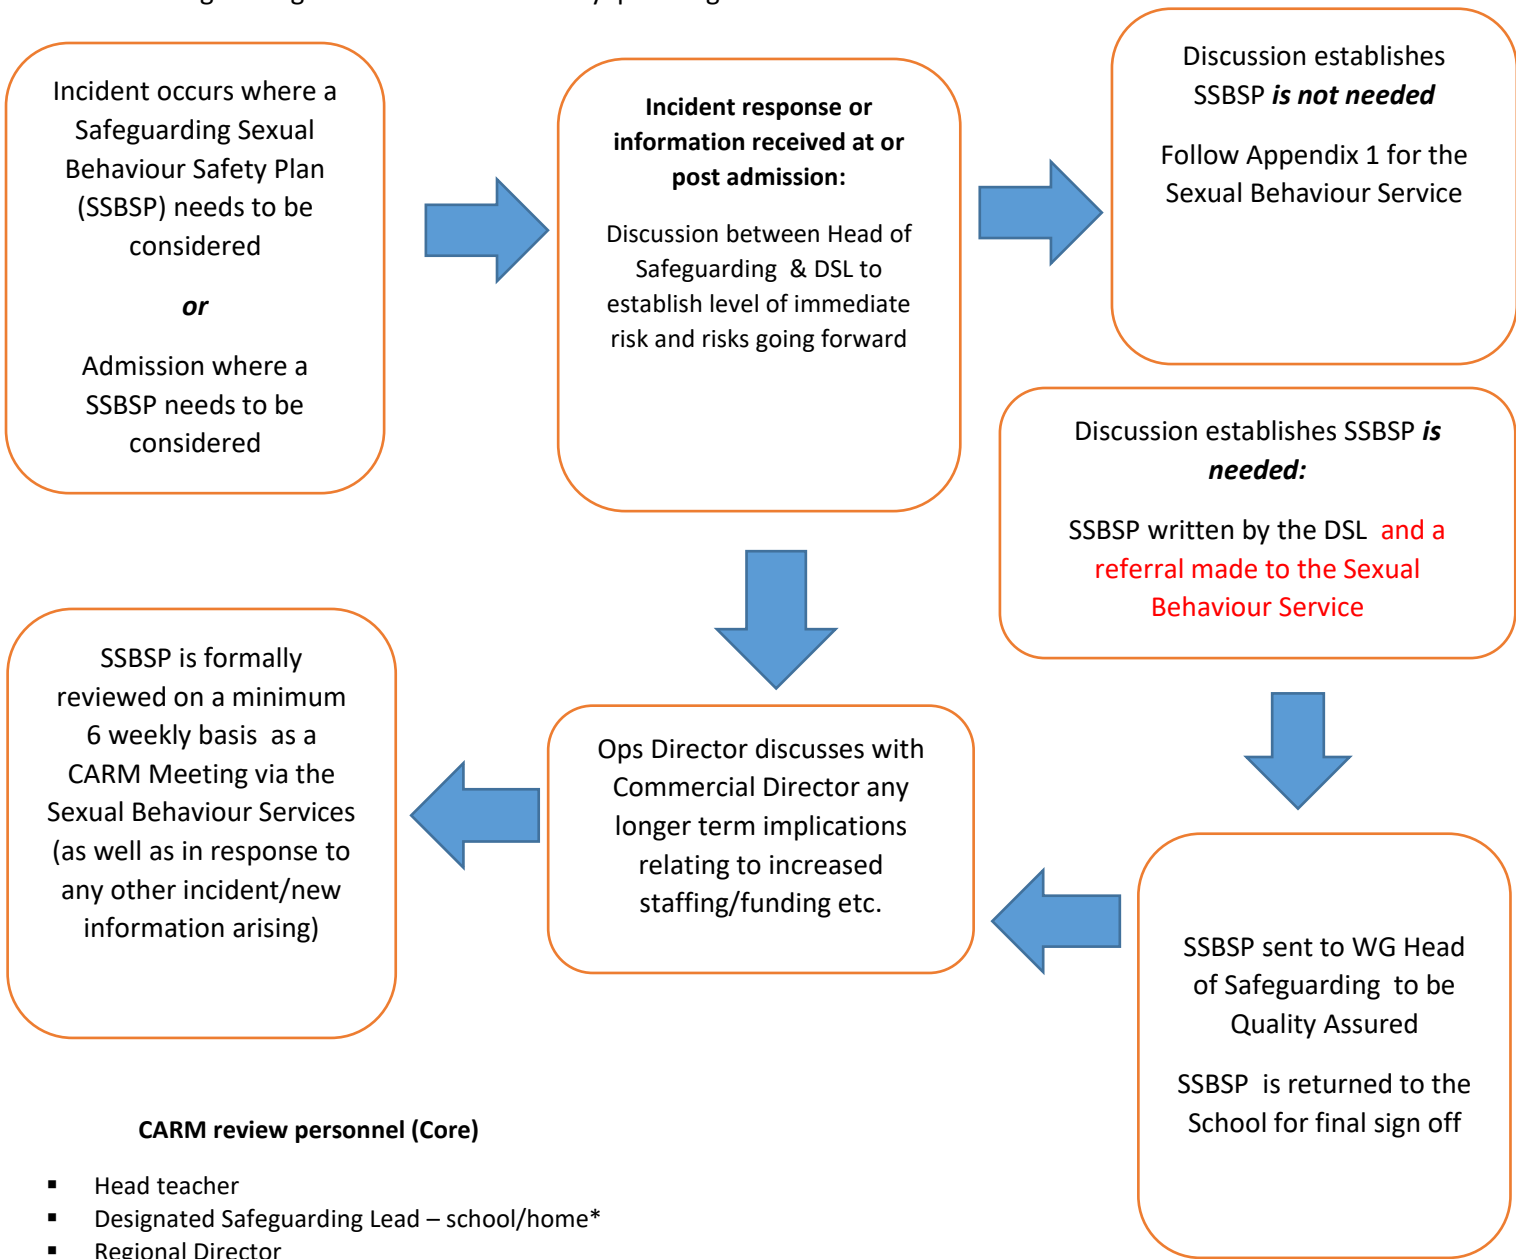 Incident occurs where a
Safeguarding Sexual
Behaviour Safety Plan
(SSBSP) needs to be
considered
or
Admission where a
SSBSP needs to be
considered
Incident response or
information received at or
post admission:
Discussion between Head of
Safeguarding & DSL to
establish level of immediate
risk and risks going forward
Discussion establishes
SSBSP is not needed
Follow Appendix 1 for the
Sexual Behaviour Service
Discussion establishes SSBSP is
needed:
SSBSP written by the DSL and a
referral made to the Sexual
Behaviour Service
SSBSP is formally
reviewed on a minimum
6 weekly basis as a
CARM Meeting via the
Sexual Behaviour Services
(as well as in response to
any other incident/new
information arising)
Ops Director discusses with
Commercial Director any
longer term implications
relating to increased
staffing/funding etc.
SSBSP sent to WG Head
of Safeguarding to be
Quality Assured
SSBSP is returned to the
School for final sign off
CARM review personnel (Core)
▪ Head teacher
▪ Designated Safeguarding Lead – school/home*
▪ Regional Director